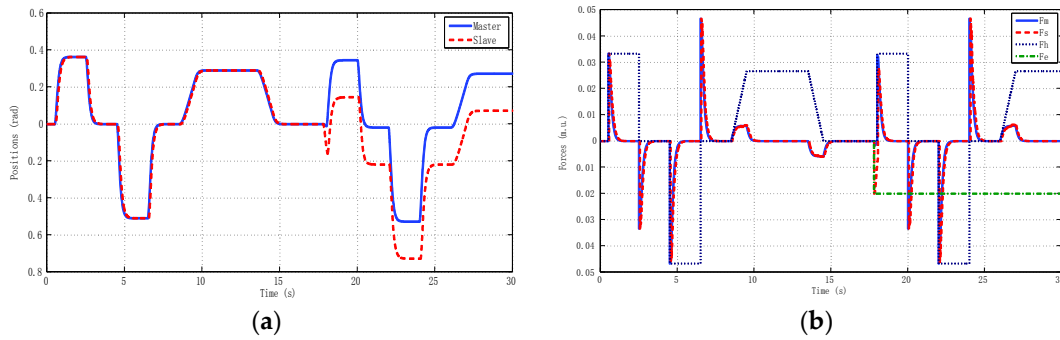 0.6
0.4
0.2
0
0.2
0.4
0.6
0.8
Positions (rad)
0 5 10 15 20 25 30
Time (s)
Master
Slave
(a)
0.05
0.04
0.03
0.02
0.01
0
0.01
0.02
0.03
0.04
0.05
Forces (m.u.)
0 5 10 15 20 25 30
Time (s)
Fm
Fs
Fh
Fe
(b)